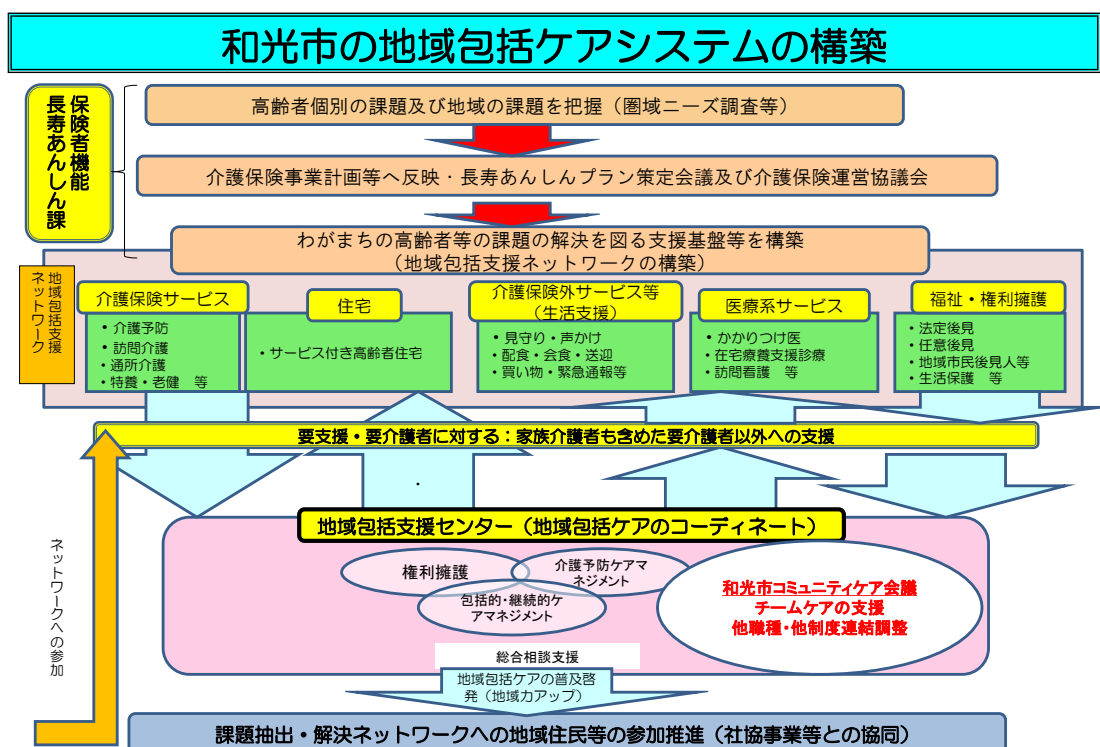 和光市の地域包括ケアシステムの構築
保険者機能
長寿あんしん課
高齢者個別の課題及び地域の課題を把握（圏域ニーズ調査等）
介護保険事業計画等へ反映・長寿あんしんプラン策定会議及び介護保険運営協議会
わがまちの高齢者等の課題の解決を図る支援基盤等を構築
（地域包括支援ネットワークの構築）
地域包括支援
ネットワーク
介護保険サービス
・介護予防
・訪問介護
・通所介護
・特養・老健　等
住宅
・サービス付き高齢者住宅
介護保険外サービス等
（生活支援）
・見守り・声かけ
・配食・会食・送迎
・買い物・緊急通報等
医療系サービス
・かかりつけ医
・在宅療養支援診療
・訪問看護　等
福祉・権利擁護
・法定後見
・任意後見
・地域市民後見人等
・生活保護　等
要支援・要介護者に対する：家族介護者も含めた要介護者以外への支援
地域包括支援センター（地域包括ケアのコーディネート）
権利擁護
介護予防ケアマ
ネジメント
包括的・継続的ケ
アマネジメント
和光市コミュニティケア会議
チームケアの支援
他職種・他制度連結調整
総合相談支援
地域包括ケアの普及啓
発（地域力アップ）
ネットワークへの参加
課題抽出・解決ネットワークへの地域住民等の参加推進（社協事業等との協同）